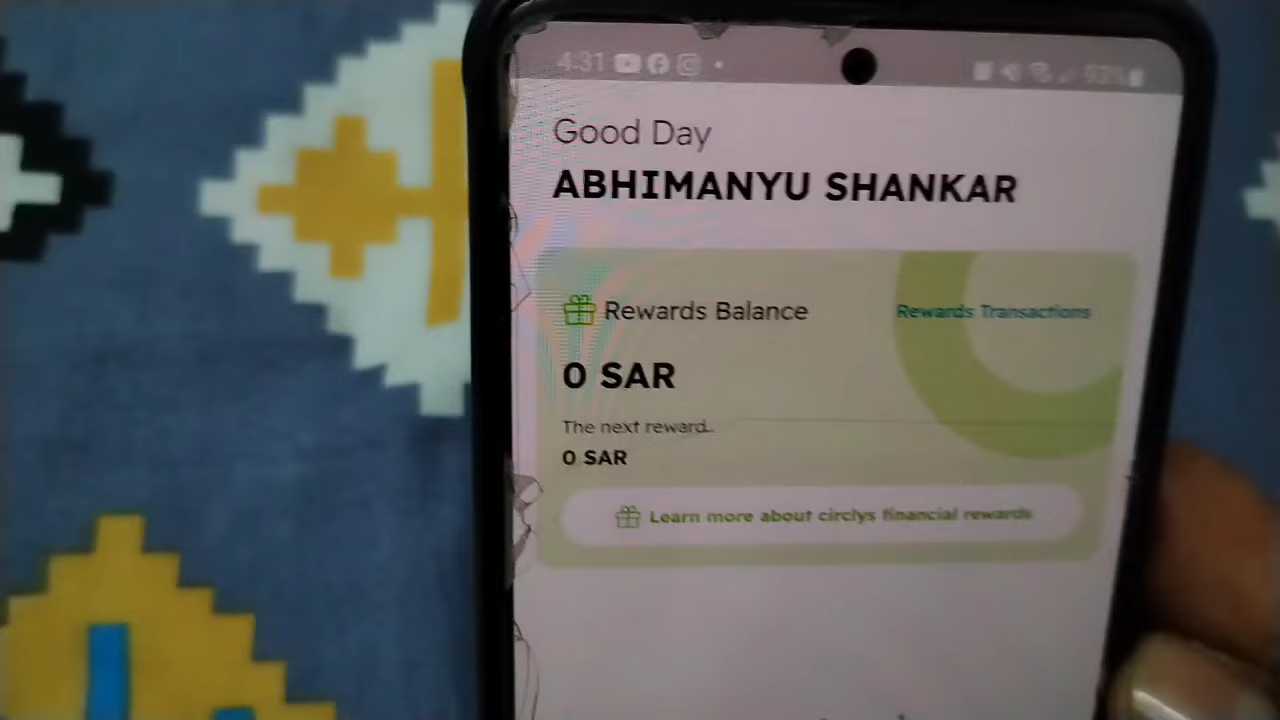 4:31
93%
Good Day
ABHIMANYU SHANKAR
Rewards Balance
Rewards Transactions
0 SAR
The next reward..
0 SAR
Learn more about circlys financial rewards